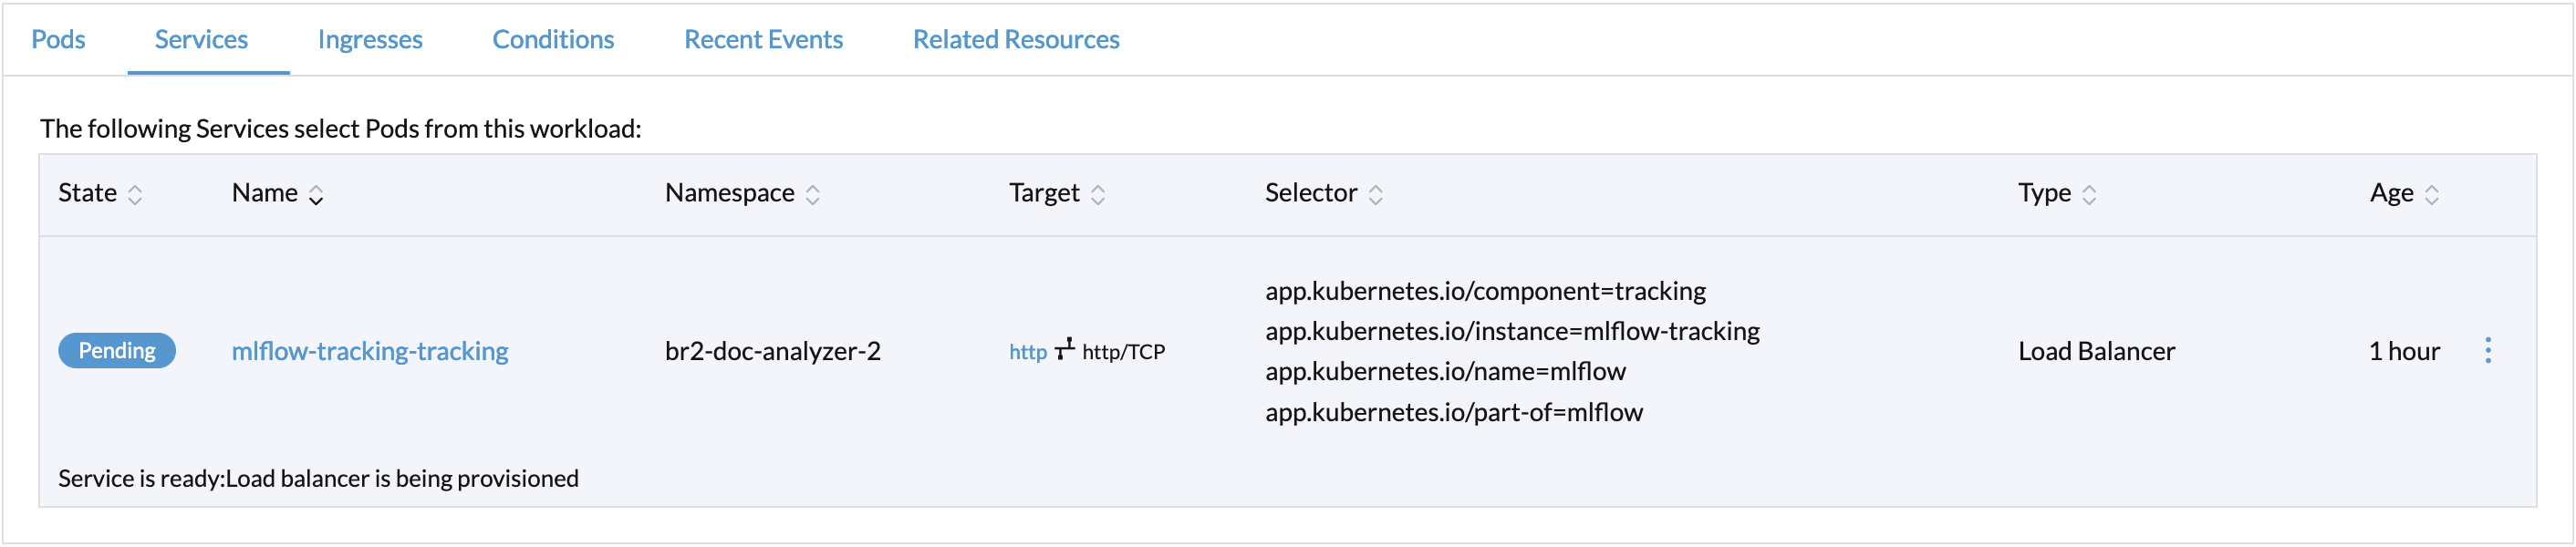 Pods Services Ingresses Conditions Recent Events Related Resources
The following Services select Pods from this workload:
State Name Namespace Target Selector Type Age
app.kubernetes.io/component=tracking
app.kubernetes.io/instance=mlflow-tracking
Pending mlflow-tracking-tracking br2-doc-analyzer-2 http http/TCP Load Balancer 1 hour
app.kubernetes.io/name=mlflow
app.kubernetes.io/part-of=mlflow
Service is ready:Load balancer is being provisioned